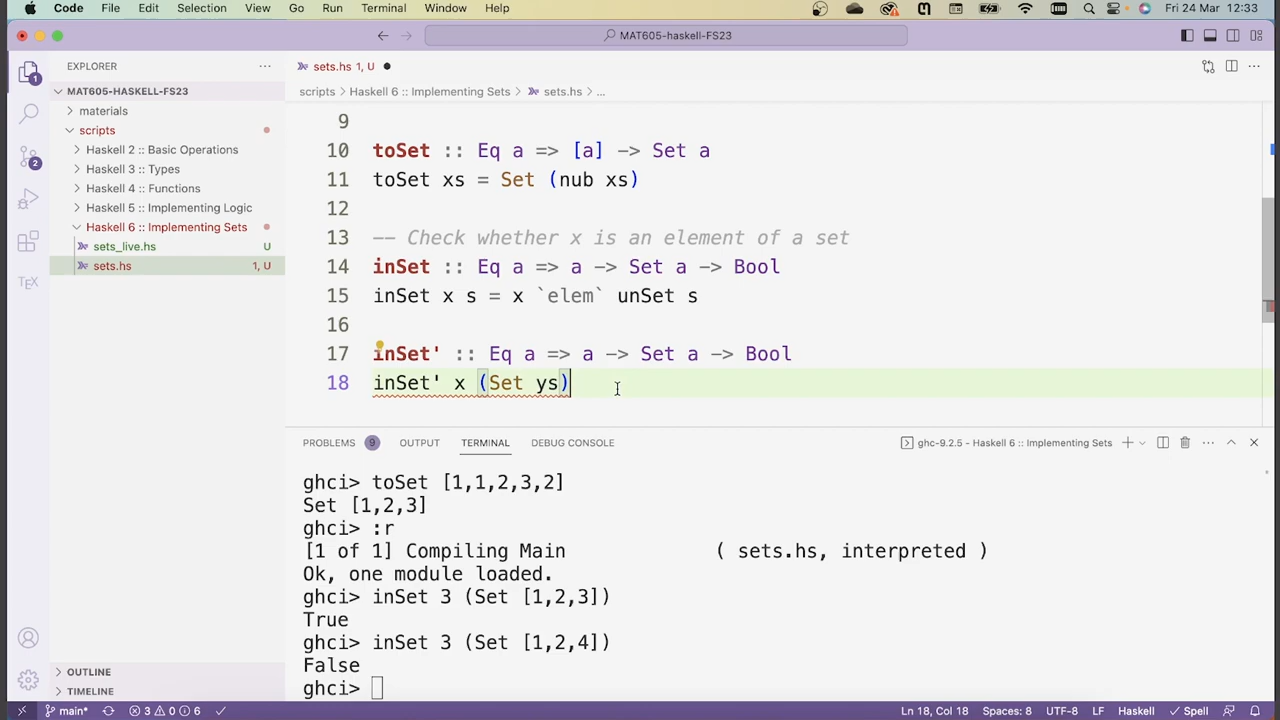 Code File Edit Selection View Go Run Terminal Window Help Fri 24 Mar 12:33
MAT605-haskell-FS23
EXPLORER
sets.hs 1, U
MAT605-HASKELL-FS23
scripts > Haskell 6 :: Implementing Sets > sets.hs > ...
materials
scripts
Haskell 2 :: Basic Operations
Haskell 3 :: Types
Haskell 4 :: Functions
Haskell 5 :: Implementing Logic
Haskell 6 :: Implementing Sets
sets_live.hs U
sets.hs 1, U
1
2
TEX
9
10 toSet :: Eq a => [a] -> Set a
11 toSet xs = Set (nub xs)
12
13 -- Check whether x is an element of a set
14 inSet :: Eq a => a -> Set a -> Bool
15 inSet x s = x `elem` unSet s
16
17 inSet' :: Eq a => a -> Set a -> Bool
18 inSet' x (Set ys)
PROBLEMS 9 OUTPUT TERMINAL DEBUG CONSOLE ghc-9.2.5 - Haskell 6 :: Implementing Sets
ghci> toSet [1,1,2,3,2]
Set [1,2,3]
ghci> :r
[1 of 1] Compiling Main ( sets.hs, interpreted )
Ok, one module loaded.
ghci> inSet 3 (Set [1,2,3])
True
ghci> inSet 3 (Set [1,2,4])
False
ghci>
OUTLINE
TIMELINE
main* 3 0 6 Ln 18, Col 18 Spaces: 8 UTF-8 LF Haskell Spell